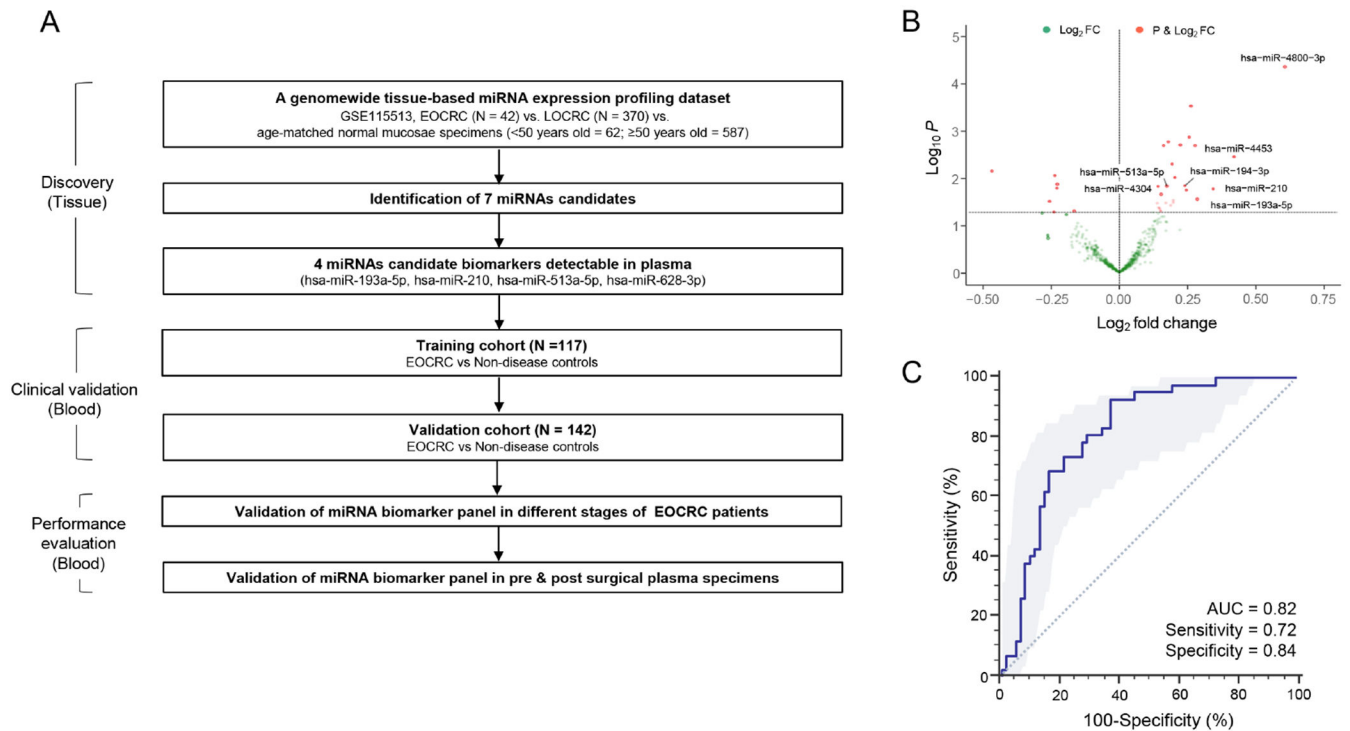 A
Discovery
(Tissue)
A genomewide tissue-based miRNA expression profiling dataset
GSE115513, EOCRC (N = 42) vs. LOCRC (N = 370) vs.
age-matched normal mucosae specimens (<50 years old = 62; ≥50 years old = 587)
Identification of 7 miRNAs candidates
4 miRNAs candidate biomarkers detectable in plasma
(hsa-miR-193a-5p, hsa-miR-210, hsa-miR-513a-5p, hsa-miR-628-3p)
Clinical validation
(Blood)
Training cohort (N =117)
EOCRC vs Non-disease controls
Validation cohort (N = 142)
EOCRC vs Non-disease controls
Performance
evaluation
(Blood)
Validation of miRNA biomarker panel in different stages of EOCRC patients
Validation of miRNA biomarker panel in pre & post surgical plasma specimens
B
Log2 FC
P & Log2 FC
hsa−miR−4800−3p
hsa−miR−4453
hsa−miR−513a−5p
hsa−miR−194−3p
hsa−miR−4304
hsa−miR−210
hsa−miR−193a−5p
Log10 P
5
4
3
2
1
0
−0.50
−0.25
0.00
0.25
0.50
0.75
Log2 fold change
C
Sensitivity (%)
100
80
60
40
20
0
AUC = 0.82
Sensitivity = 0.72
Specificity = 0.84
0
20
40
60
80
100
100-Specificity (%)